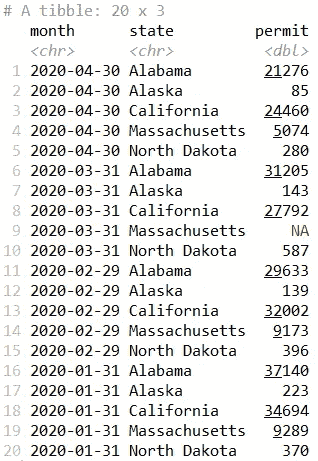 # A tibble: 20 x 3
month state permit
<chr> <chr> <dbl>
1 2020-04-30 Alabama 21276
2 2020-04-30 Alaska 85
3 2020-04-30 California 24460
4 2020-04-30 Massachusetts 5074
5 2020-04-30 North Dakota 280
6 2020-03-31 Alabama 31205
7 2020-03-31 Alaska 143
8 2020-03-31 California 27792
9 2020-03-31 Massachusetts NA
10 2020-03-31 North Dakota 587
11 2020-02-29 Alabama 29633
12 2020-02-29 Alaska 139
13 2020-02-29 California 32002
14 2020-02-29 Massachusetts 9173
15 2020-02-29 North Dakota 396
16 2020-01-31 Alabama 37140
17 2020-01-31 Alaska 223
18 2020-01-31 California 34694
19 2020-01-31 Massachusetts 9289
20 2020-01-31 North Dakota 370